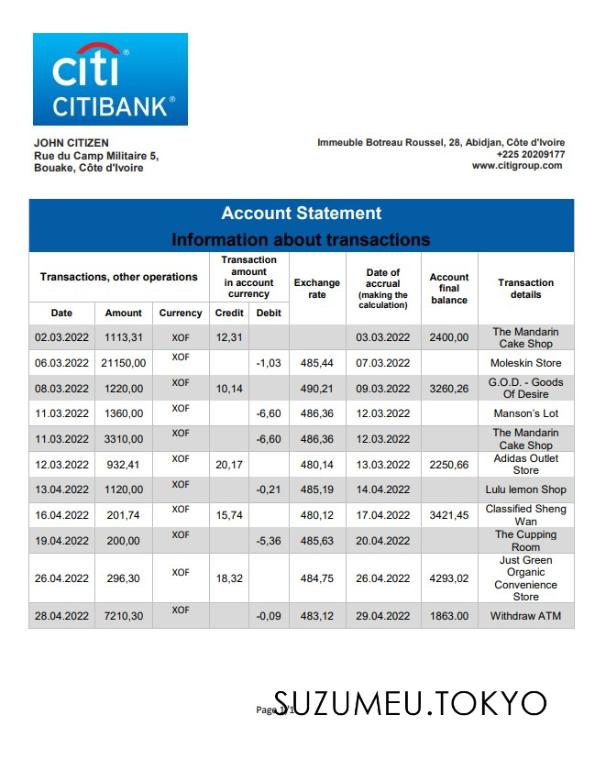 citi®
CITIBANK®
JOHN CITIZEN
Rue du Camp Militaire 5,
Bouake, Côte d'Ivoire
Immeuble Botreau Roussel, 28, Abidjan, Côte d'Ivoire
+225 20209177
www.citigroup.com
Account Statement
Information about transactions
Transactions, other operations
Transaction amount in account currency
Exchange rate
Date of accrual (making the calculation)
Account final balance
Transaction details
Date Amount Currency Credit Debit
02.03.2022 1113,31 XOF 12,31 03.03.2022 2400,00 The Mandarin Cake Shop
06.03.2022 21150,00 XOF -1,03 485,44 07.03.2022 Moleskin Store
08.03.2022 1220,00 XOF 10,14 490,21 09.03.2022 3260,26 G.O.D. - Goods Of Desire
11.03.2022 1360,00 XOF -6,60 486,36 12.03.2022 Manson's Lot
11.03.2022 3310,00 XOF -6,60 486,36 12.03.2022 The Mandarin Cake Shop
12.03.2022 932,41 XOF 20,17 480,14 13.03.2022 2250,66 Adidas Outlet Store
13.04.2022 1120,00 XOF -0,21 485,19 14.04.2022 Lulu lemon Shop
16.04.2022 201,74 XOF 15,74 480,12 17.04.2022 3421,45 Classified Sheng Wan
19.04.2022 200,00 XOF -5,36 485,63 20.04.2022 The Cupping Room
26.04.2022 296,30 XOF 18,32 484,75 26.04.2022 4293,02 Just Green Organic Convenience Store
28.04.2022 7210,30 XOF -0,09 483,12 29.04.2022 1863.00 Withdraw ATM
Page 1/1
SUZUMEU.TOKYO